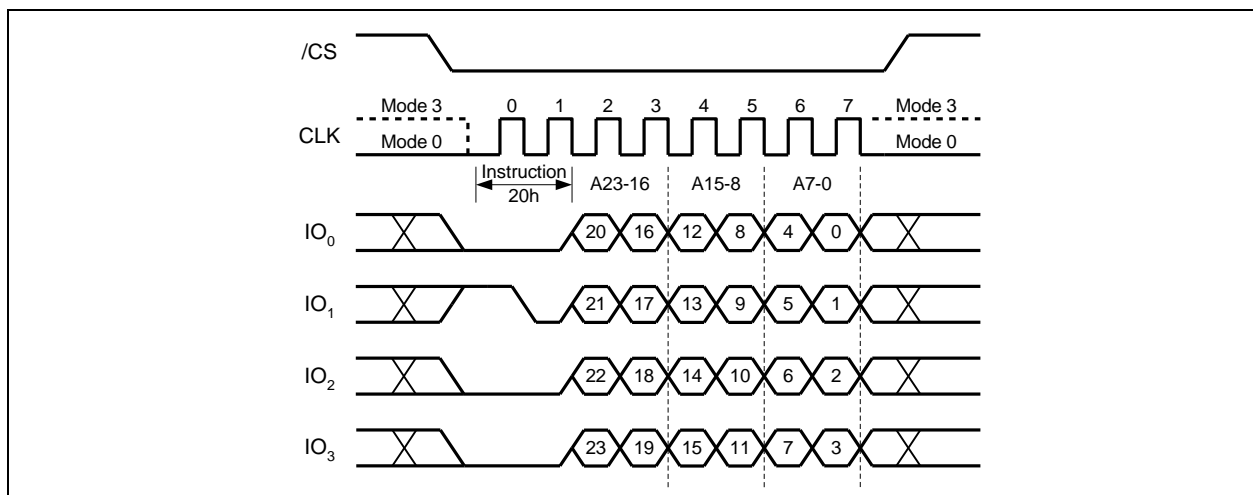 /CS
Mode 3 0 1 2 3 4 5 6 7 Mode 3
CLK
Mode 0 Mode 0
Instruction A23-16 A15-8 A7-0
20h
IO0 20 16 12 8 4 0
IO1 21 17 13 9 5 1
IO2 22 18 14 10 6 2
IO3 23 19 15 11 7 3